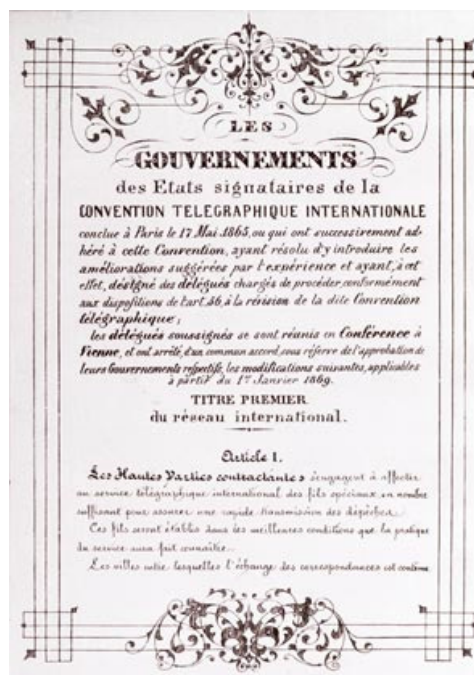 LES
GOUVERNEMENTS
des Etats signataires de la
CONVENTION TELEGRAPHIQUE INTERNATIONALE
conclue à Paris le 17 Mai 1865, ou qui ont successivement ad-
héré à cette Convention, ayant résolu d'y introduire les
améliorations suggérées par l'expérience et ayant, à cet
effet, désigné des délégués chargés de procéder, conformément
aux dispositions de l'art. 56, à la révision de la dite Convention
télégraphique;
les délégués soussignés se sont réunis en Conférence à
Vienne, et ont arrêté, d'un commun accord, sous réserve de l'approbation de
leurs Gouvernements respectifs, les modifications suivantes, applicables
à partir du 1er Janvier 1869.
TITRE PREMIER.
du réseau international.
Article 1.
Les Hautes Parties contractantes s'engagent à affecter
au service télégraphique international des fils spéciaux en nombre
suffisant pour assurer une rapide transmission des dépêches.
Ces fils seront établis dans les meilleures conditions que la pratique
du service aura fait connaître.
Les villes entre lesquelles l'échange des correspondances est continu